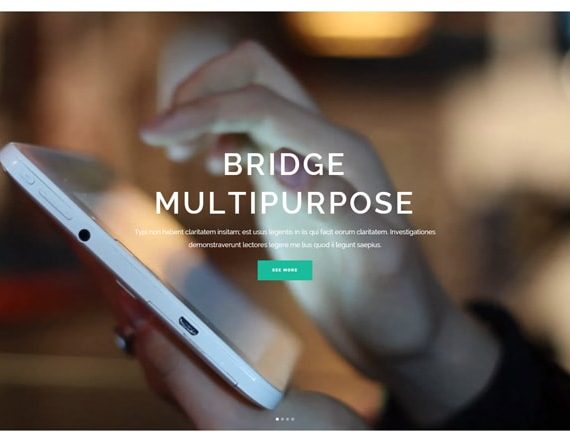 BRIDGE
MULTIPURPOSE
Typi non habent claritatem insitam; est usus legentis in iis qui facit eorum claritatem. Investigationes
demonstraverunt lectores legere me lius quod ii legunt saepius.
SEE MORE